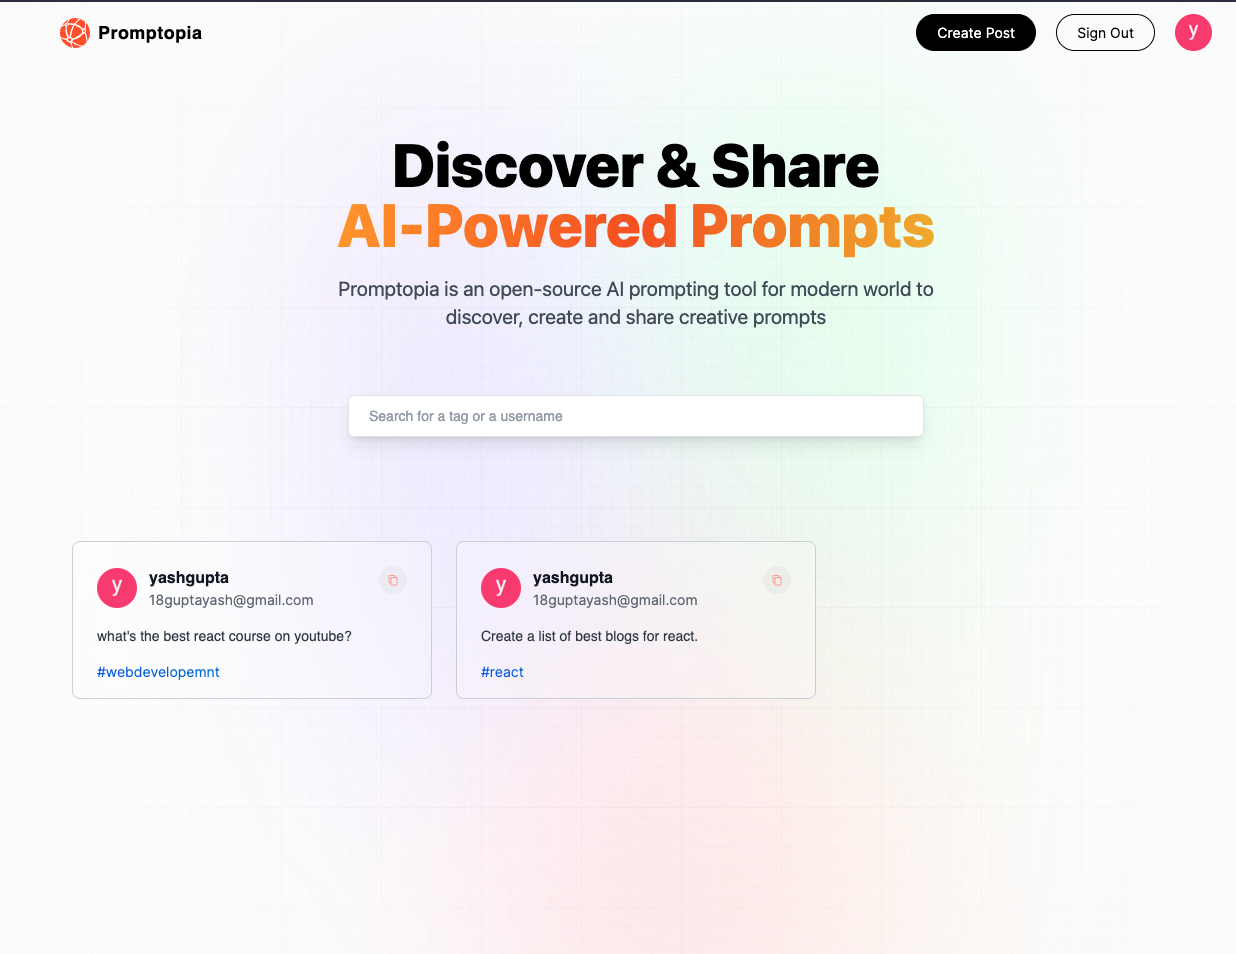 Promptopia
Create Post
Sign Out
y
Discover & Share
AI-Powered Prompts
Promptopia is an open-source AI prompting tool for modern world to
discover, create and share creative prompts
Search for a tag or a username
y
yashgupta
18guptayash@gmail.com
what's the best react course on youtube?
#webdevelopemnt
y
yashgupta
18guptayash@gmail.com
Create a list of best blogs for react.
#react